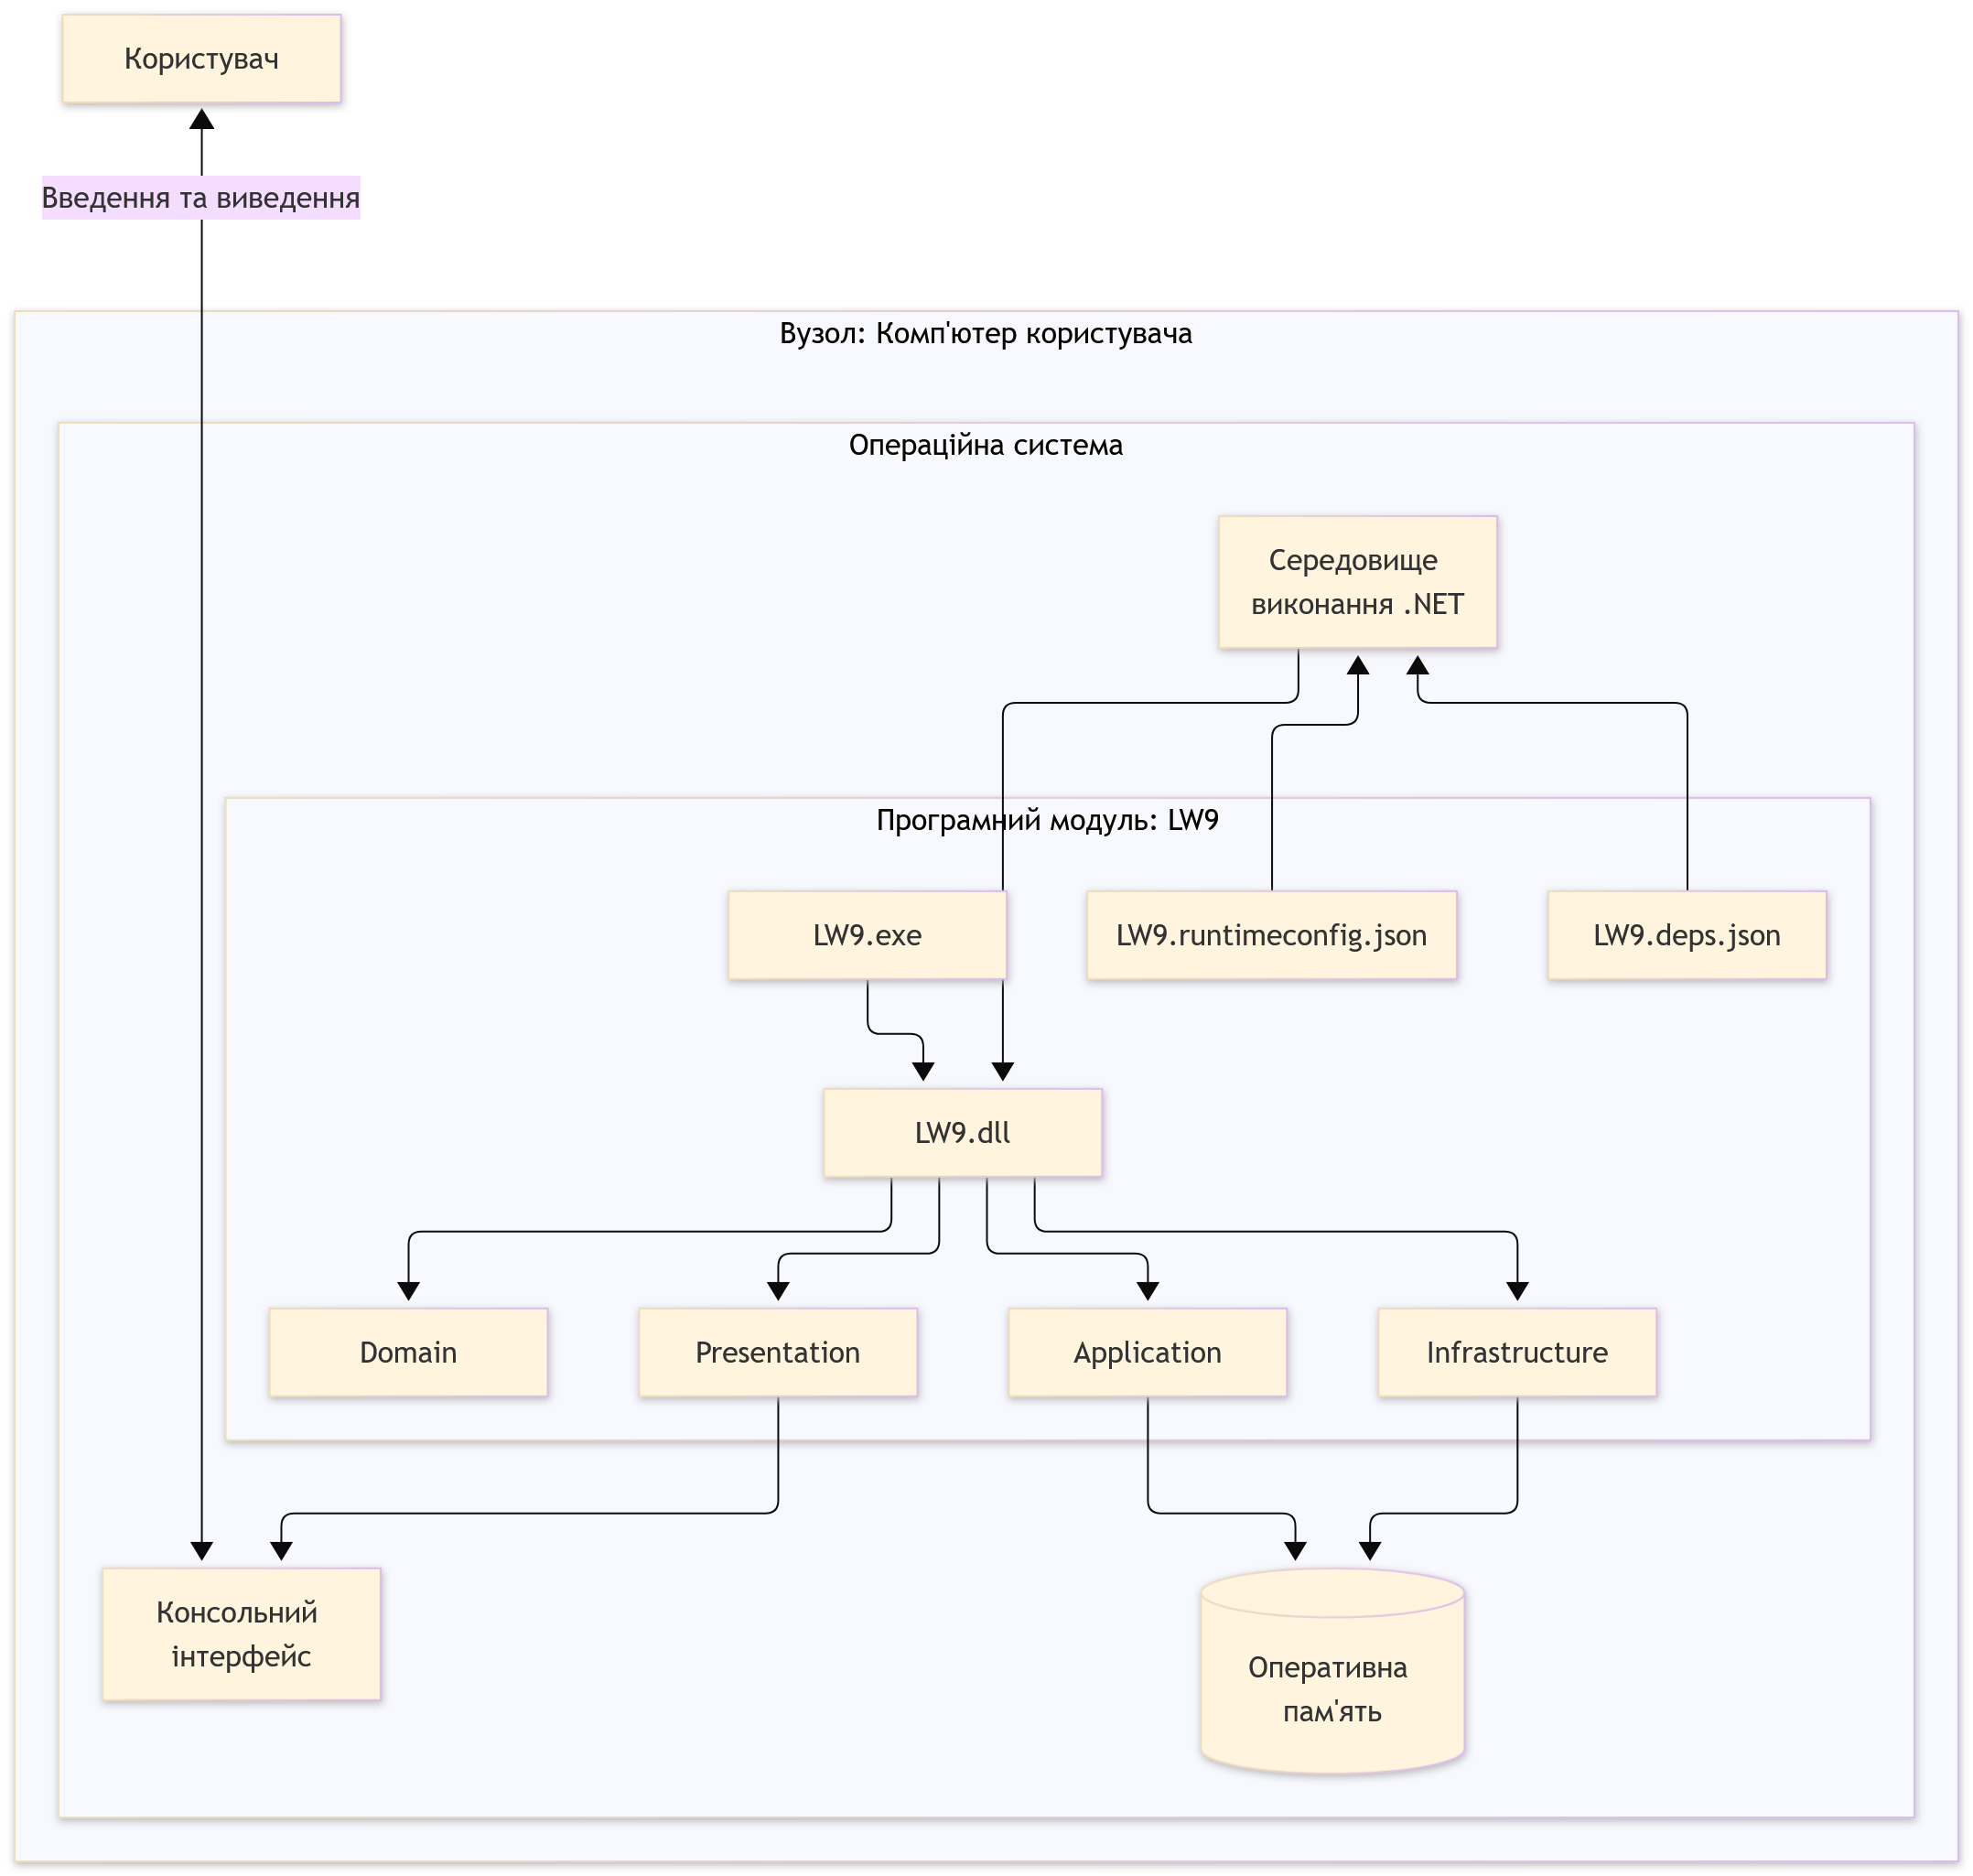 Користувач
Введення та виведення
Вузол: Комп'ютер користувача
Операційна система
Середовище
виконання .NET
Програмний модуль: LW9
LW9.exe
LW9.runtimeconfig.json
LW9.deps.json
LW9.dll
Domain
Presentation
Application
Infrastructure
Консольний
інтерфейс
Оперативна
пам'ять